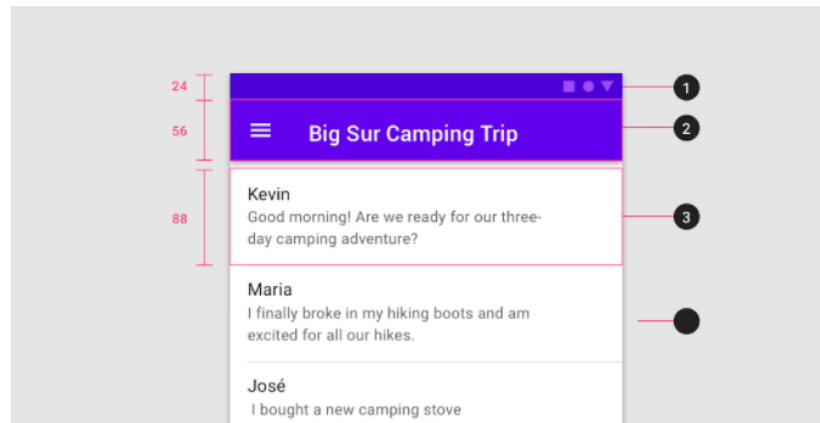 24
1
56
Big Sur Camping Trip
2
Kevin
88
Good morning! Are we ready for our three-
3
day camping adventure?
Maria
I finally broke in my hiking boots and am
excited for all our hikes.
José
I bought a new camping stove